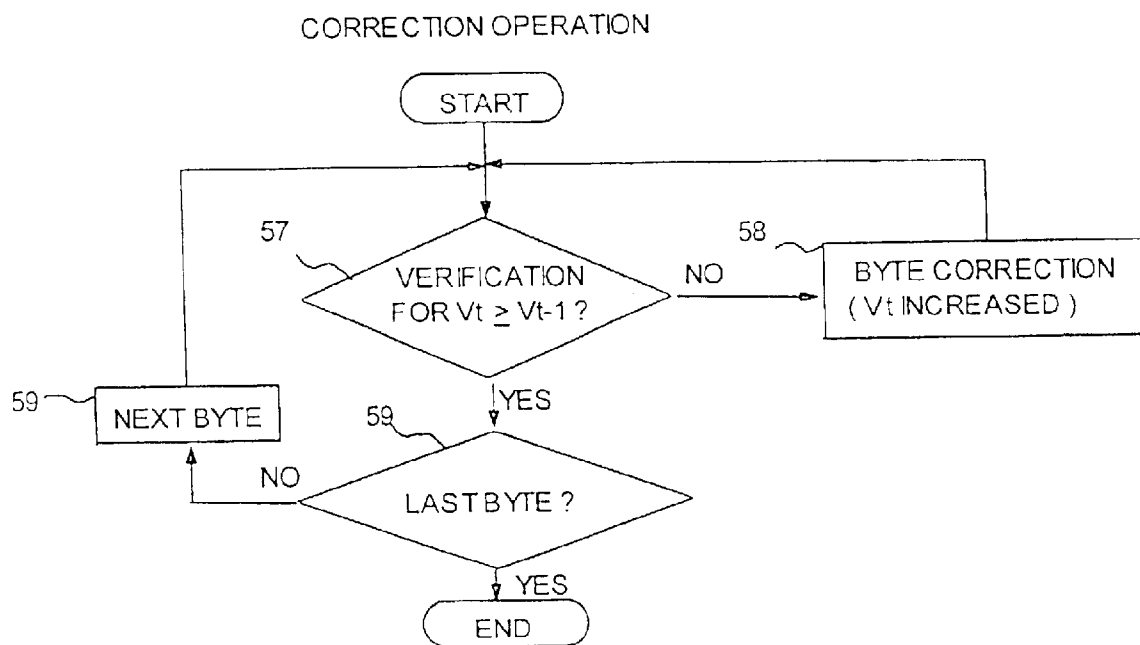 CORRECTION OPERATION
START
57
VERIFICATION
FOR Vt ≥ Vt-1 ?
NO
58
BYTE CORRECTION
( Vt INCREASED )
YES
59
NEXT BYTE
59
NO
LAST BYTE ?
YES
END